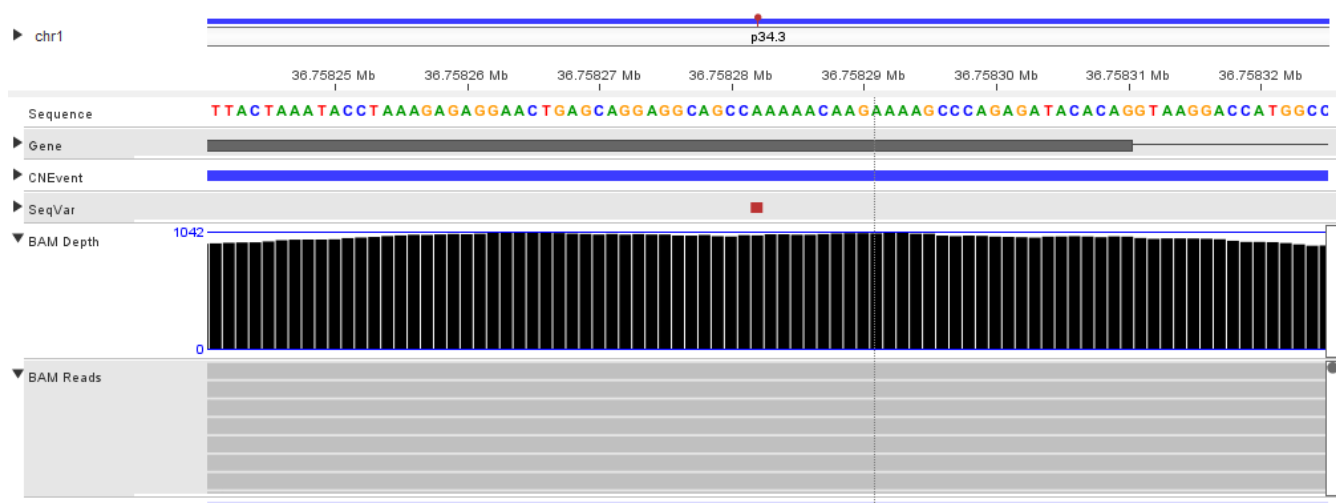 chr1
p34.3
36.75825 Mb 36.75826 Mb 36.75827 Mb 36.75828 Mb 36.75829 Mb 36.75830 Mb 36.75831 Mb 36.75832 Mb
Sequence TTACTAAATACCTAAAGAGAGGAACTGAGCAGGAGGCAGCCAAAAACAAGAAAAGCCCAGAGATACACAGGTAAGGACCATGGCC
Gene
CNEvent
SeqVar
BAM Depth 1042
0
BAM Reads